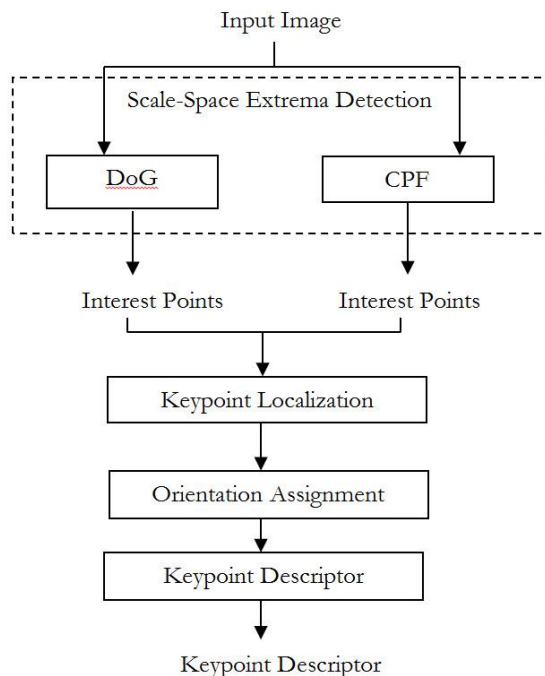 Input Image
Scale-Space Extrema Detection
DoG
CPF
Interest Points
Interest Points
Keypoint Localization
Orientation Assignment
Keypoint Descriptor
Keypoint Descriptor